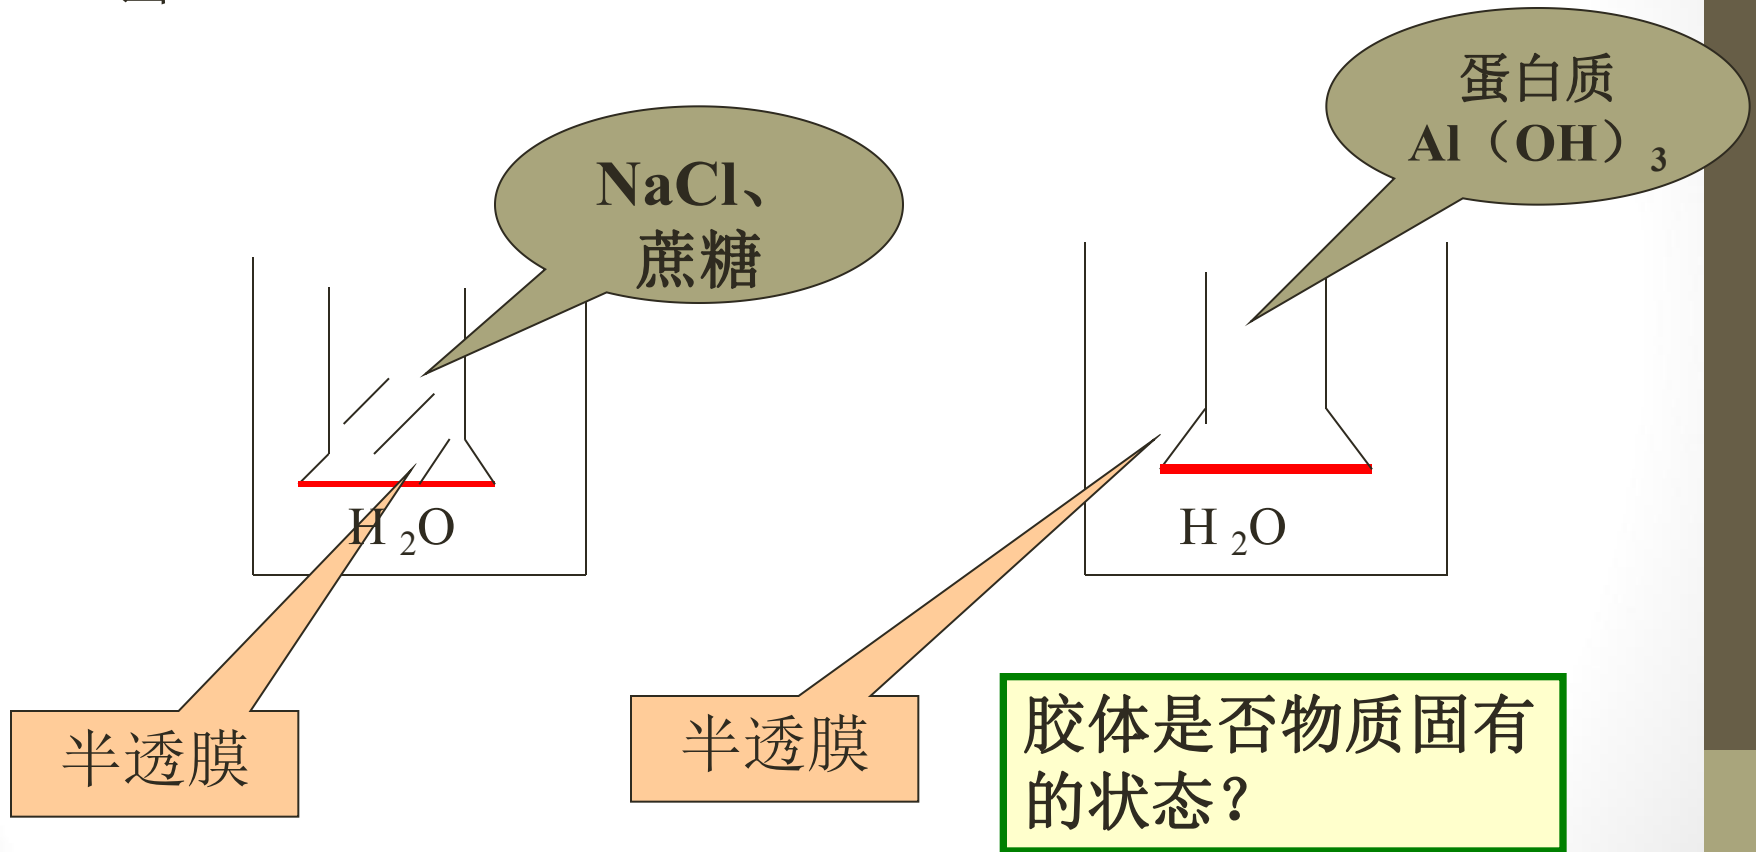 蛋白质
Al（OH）3
NaCl、
蔗糖
H 2O
H 2O
半透膜
半透膜
胶体是否物质固有
的状态？